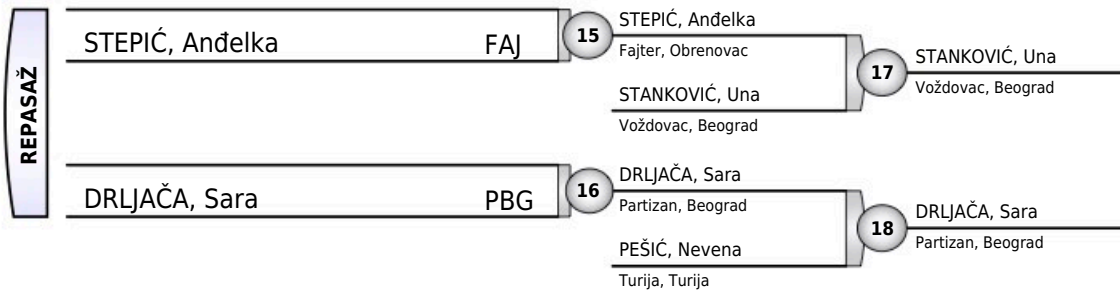 REPASAŽ
STEPIĆ, Anđelka FAJ
15
STEPIĆ, Anđelka
Fajter, Obrenovac
STANKOVIĆ, Una
Voždovac, Beograd
17
STANKOVIĆ, Una
Voždovac, Beograd
DRLJAČA, Sara PBG
16
DRLJAČA, Sara
Partizan, Beograd
PEŠIĆ, Nevena
Turija, Turija
18
DRLJAČA, Sara
Partizan, Beograd